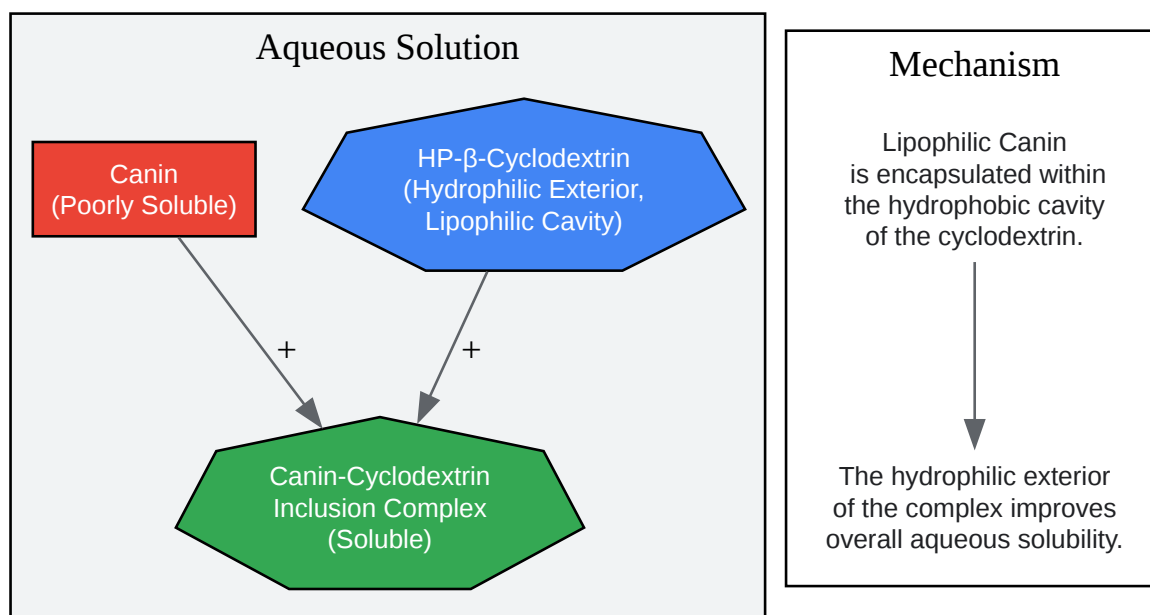 Aqueous Solution
Canin
(Poorly Soluble)
HP-β-Cyclodextrin
(Hydrophilic Exterior,
Lipophilic Cavity)
+
+
Canin-Cyclodextrin
Inclusion Complex
(Soluble)
Mechanism
Lipophilic Canin
is encapsulated within
the hydrophobic cavity
of the cyclodextrin.
The hydrophilic exterior
of the complex improves
overall aqueous solubility.